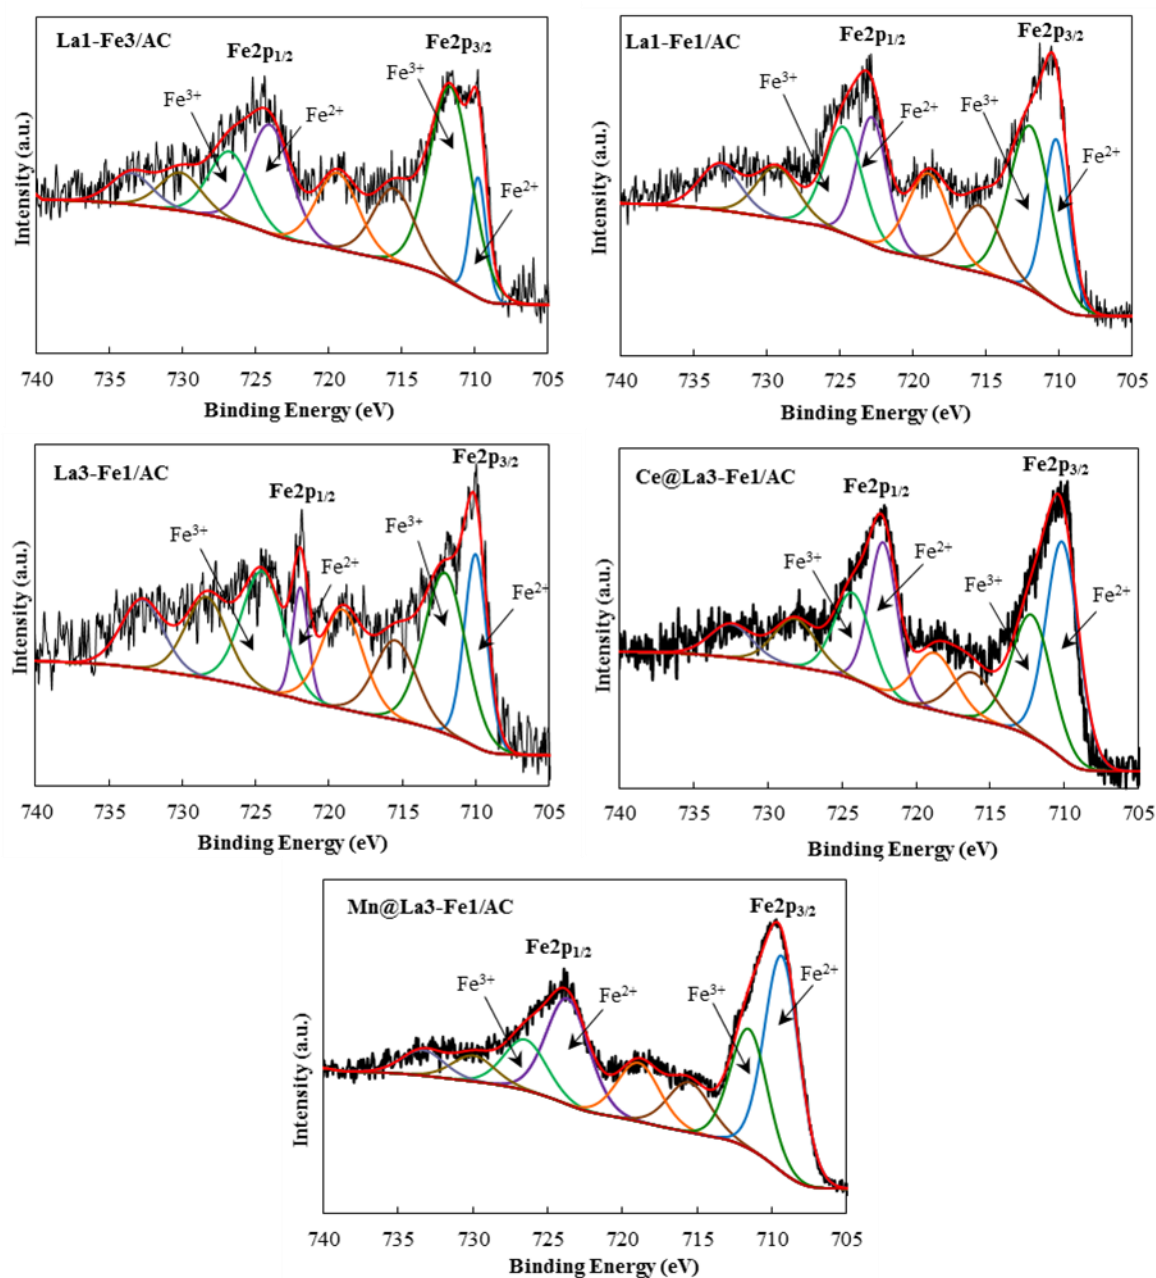 La1-Fe3/AC
Fe2p1/2
Fe2p3/2
Fe3+
Fe2+
Fe3+
Fe2+
Intensity (a.u.)
740 735 730 725 720 715 710 705
Binding Energy (eV)
La1-Fe1/AC
Fe2p1/2
Fe2p3/2
Fe3+
Fe2+
Fe3+
Fe2+
Intensity (a.u.)
740 735 730 725 720 715 710 705
Binding Energy (eV)
La3-Fe1/AC
Fe2p1/2
Fe2p3/2
Fe3+
Fe2+
Fe3+
Fe2+
Intensity (a.u.)
740 735 730 725 720 715 710 705
Binding Energy (eV)
Ce@La3-Fe1/AC
Fe2p1/2
Fe2p3/2
Fe3+
Fe2+
Fe3+
Fe2+
Intensity (a.u.)
740 735 730 725 720 715 710 705
Binding Energy (eV)
Mn@La3-Fe1/AC
Fe2p1/2
Fe2p3/2
Fe3+
Fe2+
Fe3+
Fe2+
Intensity (a.u.)
740 735 730 725 720 715 710 705
Binding Energy (eV)